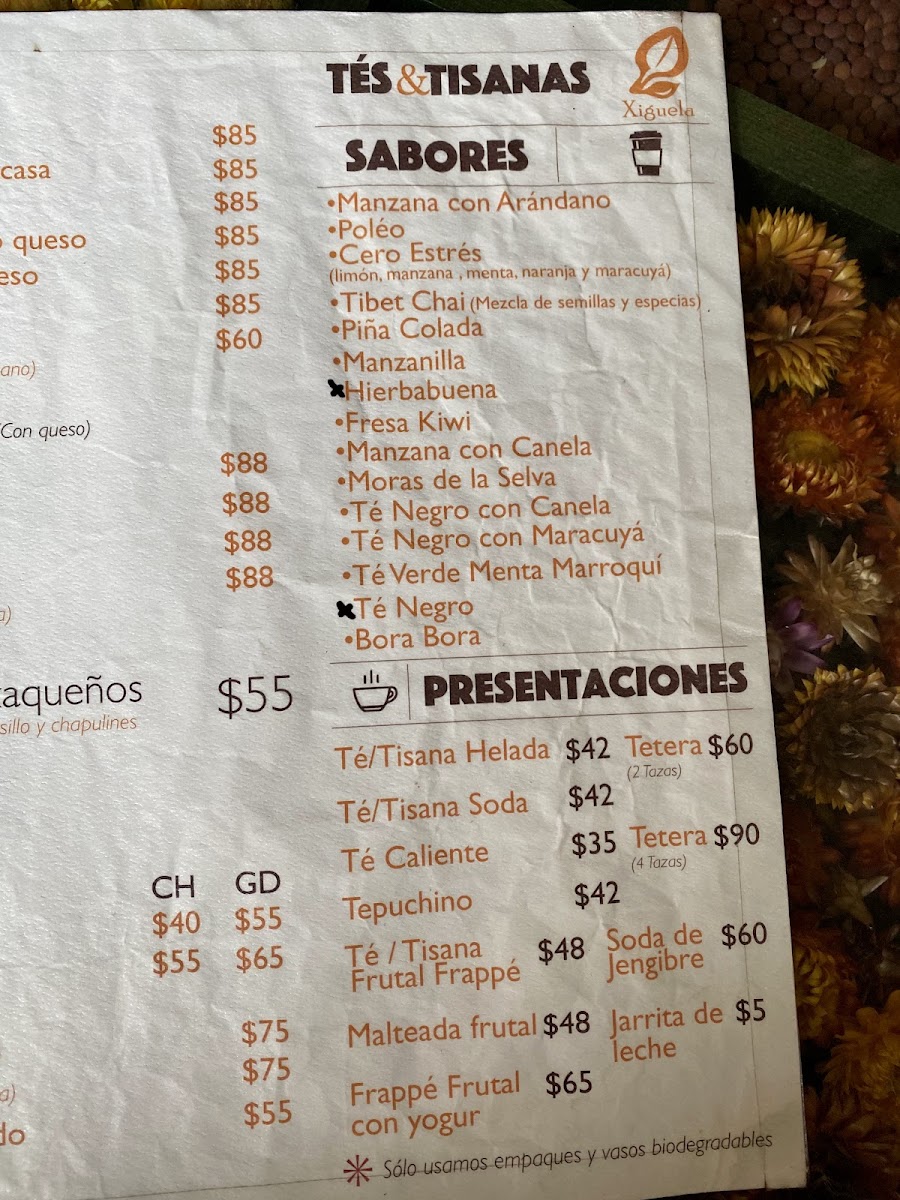 $85
casa $85
$85
queso $85
eso $85
$85
$60
ano)
(Con queso)
$88
$88
$88
$88
a)
aqueños $55
sillo y chapulines
CH GD
$40 $55
$55 $65
$75
$75
a)
$55
do
TÉS &TISANAS
Xiguela
SABORES
•Manzana con Arándano
•Poléo
•Cero Estrés
(limón, manzana , menta, naranja y maracuyá)
•Tibet Chai (Mezcla de semillas y especias)
•Piña Colada
•Manzanilla
Hierbabuena
•Fresa Kiwi
•Manzana con Canela
•Moras de la Selva
•Té Negro con Canela
•Té Negro con Maracuyá
•Té Verde Menta Marroquí
Té Negro
•Bora Bora
PRESENTACIONES
Té/Tisana Helada $42 Tetera $60
(2 Tazas)
Té/Tisana Soda $42
Té Caliente $35 Tetera $90
(4 Tazas)
Tepuchino $42
Té / Tisana
Frutal Frappé $48 Soda de
Jengibre $60
Malteada frutal $48 Jarrita de
leche $5
Frappé Frutal
con yogur $65
Sólo usamos empaques y vasos biodegradables